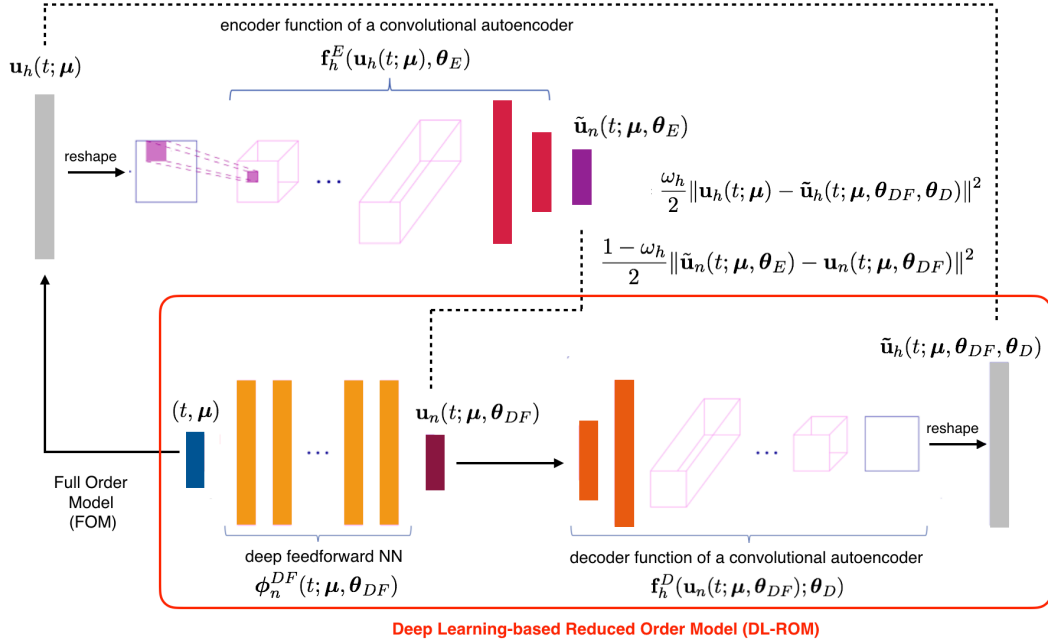 encoder function of a convolutional autoencoder
𝐟_h^E(𝐮_h(t; 𝝁), 𝜽_E)
𝐮_h(t; 𝝁)
reshape
...
ũ_n(t; 𝝁, 𝜽_E)
ω_h/2 ‖𝐮_h(t; 𝝁) − ũ_h(t; 𝝁, 𝜽_DF, 𝜽_D)‖²
(1 − ω_h)/2 ‖ũ_n(t; 𝝁, 𝜽_E) − 𝐮_n(t; 𝝁, 𝜽_DF)‖²
ũ_h(t; 𝝁, 𝜽_DF, 𝜽_D)
(t, 𝝁)
...
𝐮_n(t; 𝝁, 𝜽_DF)
...
reshape
Full Order
Model
(FOM)
deep feedforward NN
𝝓_n^DF(t; 𝝁, 𝜽_DF)
decoder function of a convolutional autoencoder
𝐟_h^D(𝐮_n(t; 𝝁, 𝜽_DF); 𝜽_D)
Deep Learning-based Reduced Order Model (DL-ROM)